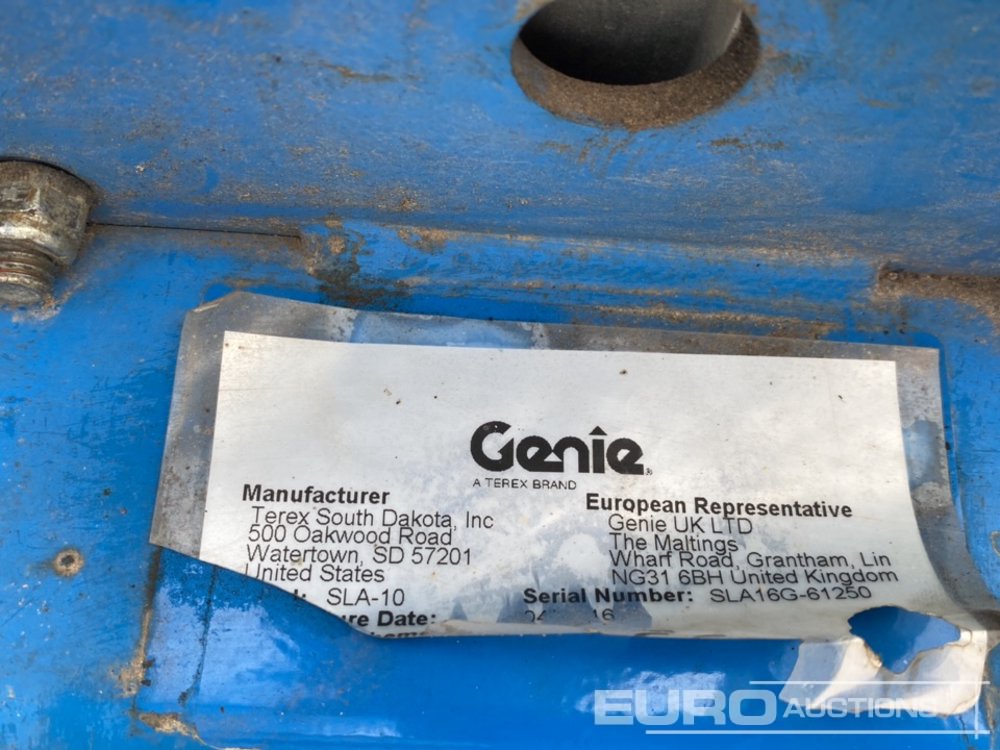 Genie
A TEREX BRAND
Manufacturer
Terex South Dakota, Inc
500 Oakwood Road
Watertown, SD 57201
United States
European Representative
Genie UK LTD
The Maltings
Wharf Road, Grantham, Lin
NG31 6BH United Kingdom
SLA-10
Serial Number: SLA16G-61250
Date:
16
EURO AUCTIONS